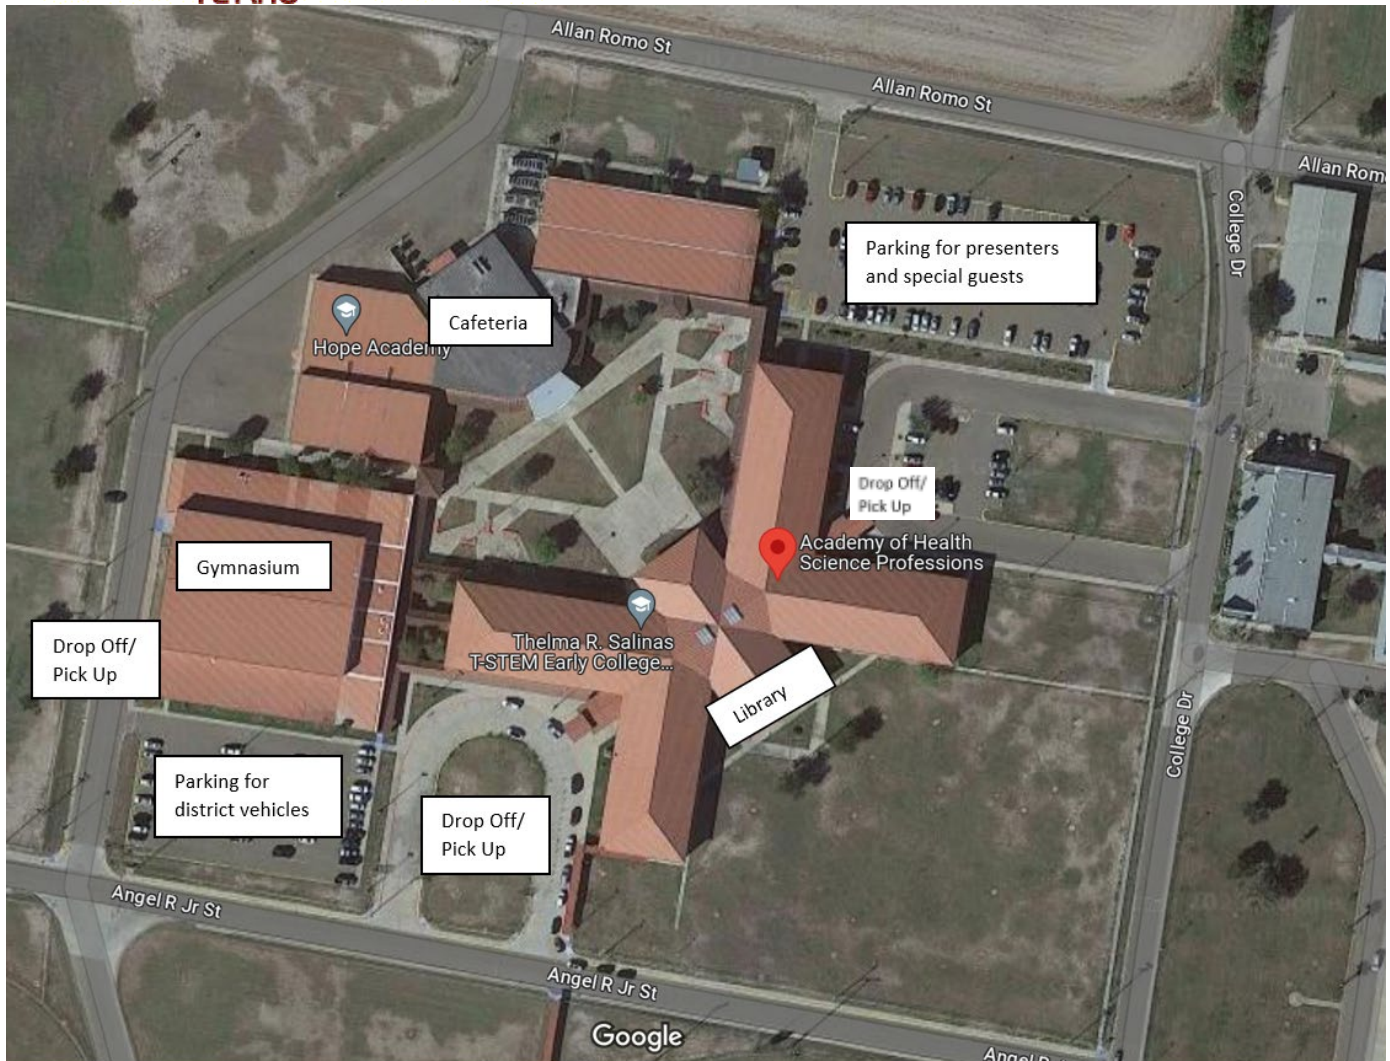 Allan Romo St
Allan Romo St
Allan Rom
College Dr
Parking for presenters
and special guests
Cafeteria
Hope Academy
Drop Off/
Pick Up
Academy of Health
Science Professions
Gymnasium
Thelma R. Salinas
T-STEM Early College...
Drop Off/
Pick Up
Library
College Dr
Parking for
district vehicles
Drop Off/
Pick Up
Angel R Jr St
Angel R Jr St
Google